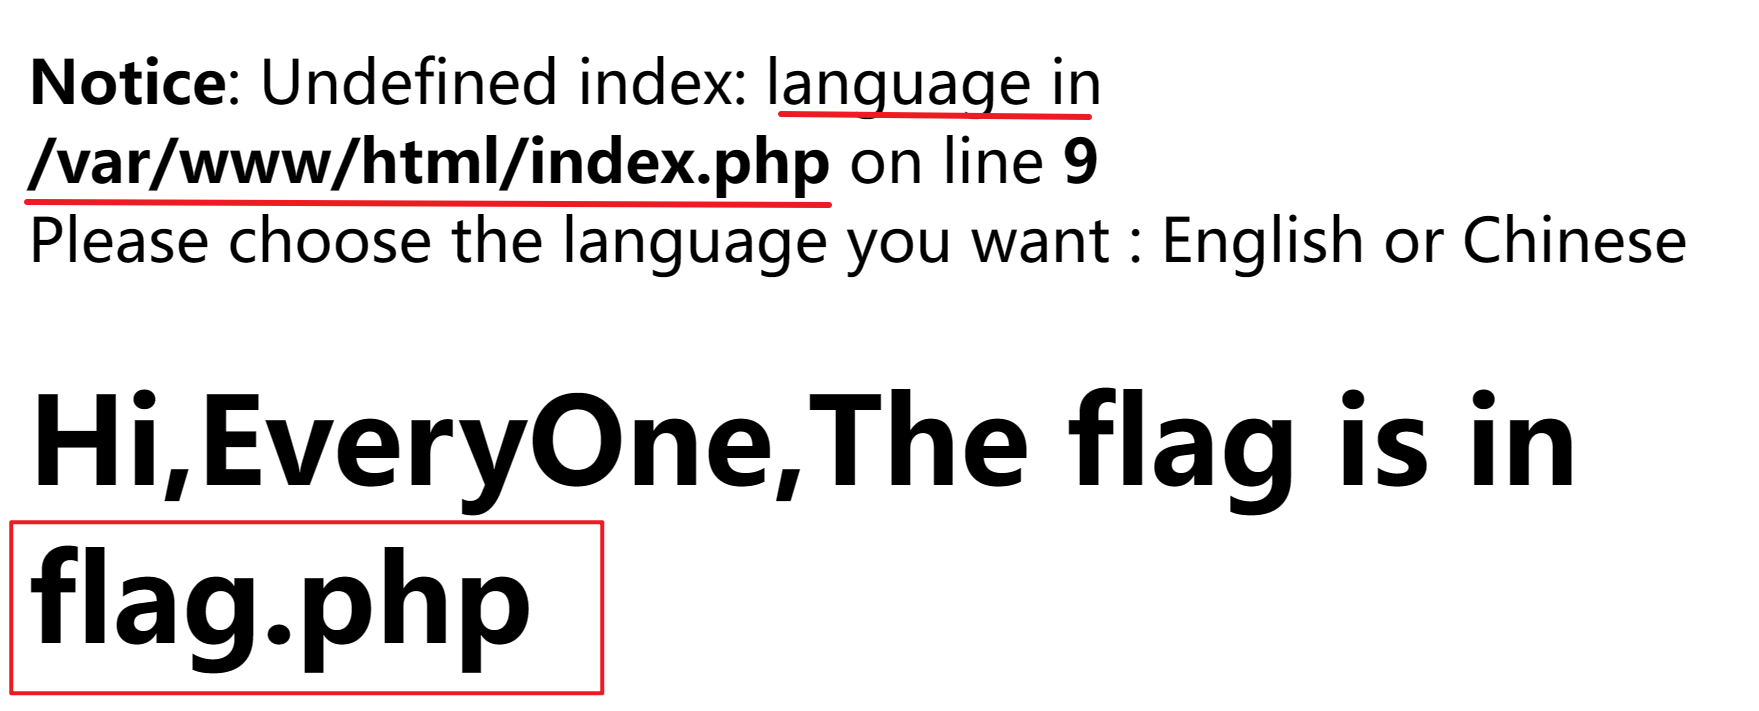 Notice: Undefined index: language in
/var/www/html/index.php on line 9
Please choose the language you want : English or Chinese
Hi,EveryOne,The flag is in
flag.php